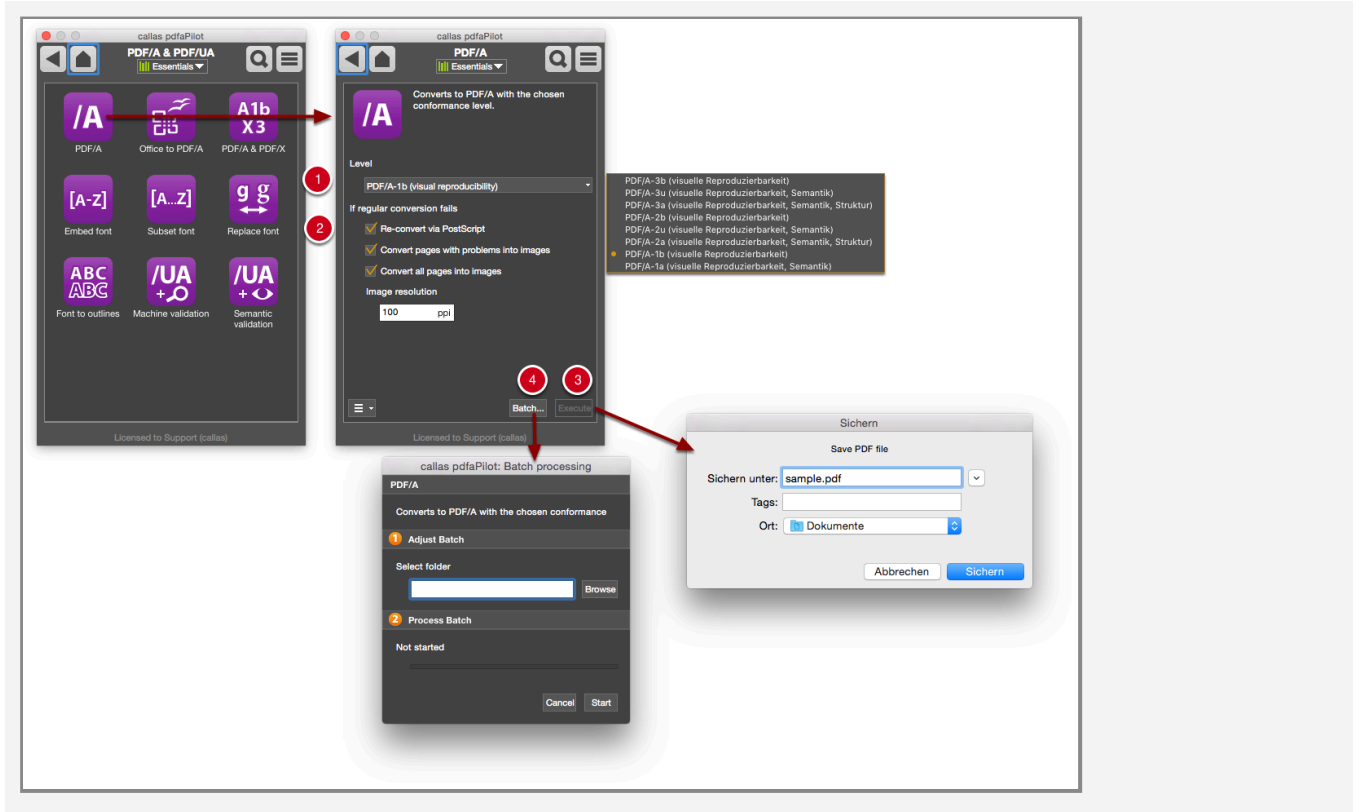 callas pdfaPilot
PDF/A & PDF/UA
Essentials
/A
PDF/A
Office to PDF/A
A1b
X3
PDF/A & PDF/X
[A-Z]
Embed font
[A...Z]
Subset font
g g
Replace font
ABC
ABC
Font to outlines
/UA
+
Machine validation
/UA
+
Semantic
validation
Licensed to Support (callas)
callas pdfaPilot
PDF/A
Essentials
/A
Converts to PDF/A with the chosen
conformance level.
Level
1
PDF/A-1b (visual reproducibility)
If regular conversion fails
2
Re-convert via PostScript
Convert pages with problems into images
Convert all pages into images
Image resolution
100 ppi
4
3
Batch...
Execute
Licensed to Support (callas)
PDF/A-3b (visuelle Reproduzierbarkeit)
PDF/A-3u (visuelle Reproduzierbarkeit, Semantik)
PDF/A-3a (visuelle Reproduzierbarkeit, Semantik, Struktur)
PDF/A-2b (visuelle Reproduzierbarkeit)
PDF/A-2u (visuelle Reproduzierbarkeit, Semantik)
PDF/A-2a (visuelle Reproduzierbarkeit, Semantik, Struktur)
PDF/A-1b (visuelle Reproduzierbarkeit)
PDF/A-1a (visuelle Reproduzierbarkeit, Semantik)
callas pdfaPilot: Batch processing
PDF/A
Converts to PDF/A with the chosen conformance
1 Adjust Batch
Select folder
Browse
2 Process Batch
Not started
Cancel
Start
Sichern
Save PDF file
Sichern unter: sample.pdf
Tags:
Ort: Dokumente
Abbrechen
Sichern